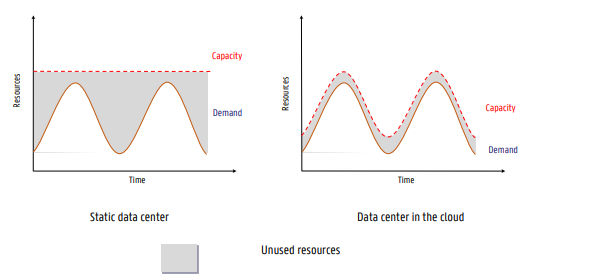 Capacity
Resources
Demand
Time
Static data center
Resources
Capacity
Demand
Time
Data center in the cloud
Unused resources